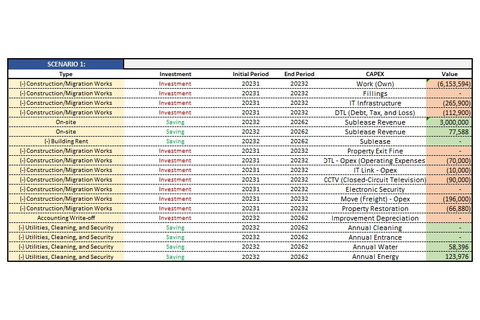 SCENARIO 1:
Type Investment Initial Period End Period CAPEX Value
(-) Construction/Migration Works Investment 20231 20232 Work (Own) (6,153,594)
(-) Construction/Migration Works Investment 20231 20232 Fillings -
(-) Construction/Migration Works Investment 20231 20232 IT Infrastructure (265,900)
(-) Construction/Migration Works Investment 20231 20232 DTL (Debt, Tax, and Loss) (112,900)
On-site Saving 20232 20262 Sublease Revenue 3,000,000
On-site Saving 20232 20262 Sublease Revenue 77,588
(-) Building Rent Saving 20232 20262 Sublease -
(-) Construction/Migration Works Investment 20231 20232 Property Exit Fine -
(-) Construction/Migration Works Investment 20231 20232 DTL - Opex (Operating Expenses (70,000)
(-) Construction/Migration Works Investment 20231 20232 IT Link - Opex (10,000)
(-) Construction/Migration Works Investment 20231 20232 CCTV (Closed-Circuit Television) (90,000)
(-) Construction/Migration Works Investment 20231 20232 Electronic Security -
(-) Construction/Migration Works Investment 20231 20232 Move (Freight) - Opex (196,000)
(-) Construction/Migration Works Investment 20231 20232 Property Restoration (66,880)
Accounting Write-off Investment 20232 20262 Improvement Depreciation -
(-) Utilities, Cleaning, and Security Saving 20232 20262 Annual Cleaning -
(-) Utilities, Cleaning, and Security Saving 20232 20262 Annual Entrance -
(-) Utilities, Cleaning, and Security Saving 20232 20262 Annual Water 58,396
(-) Utilities, Cleaning, and Security Saving 20232 20262 Annual Energy 123,976